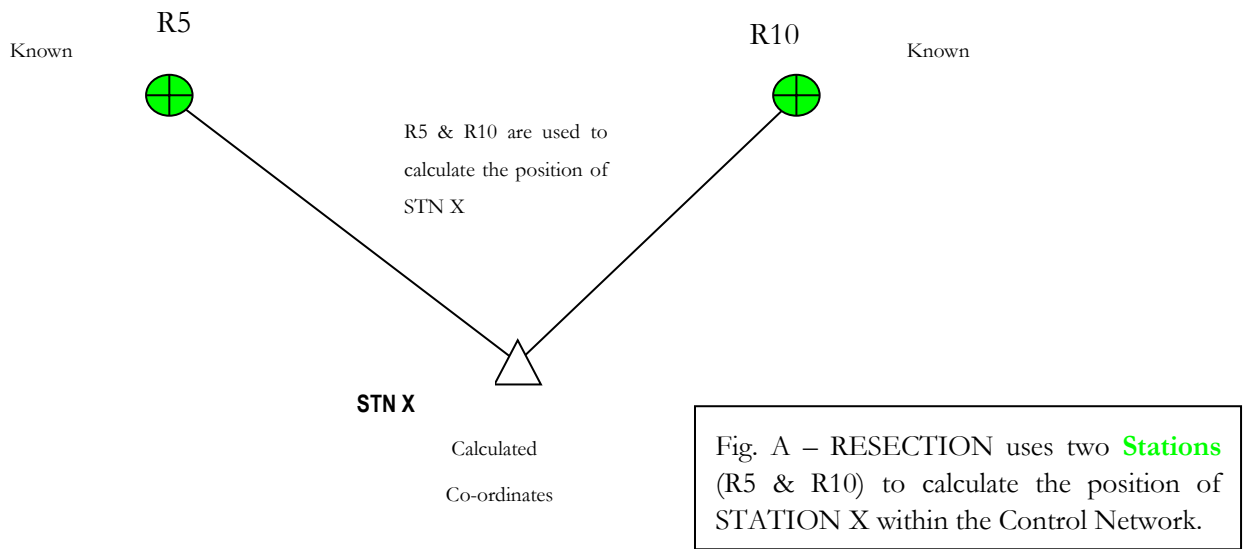 R5
R10
Known
Known
R5 & R10 are used to
calculate the position of
STN X
STN X
Calculated
Co-ordinates
Fig. A – RESECTION uses two Stations
(R5 & R10) to calculate the position of
STATION X within the Control Network.